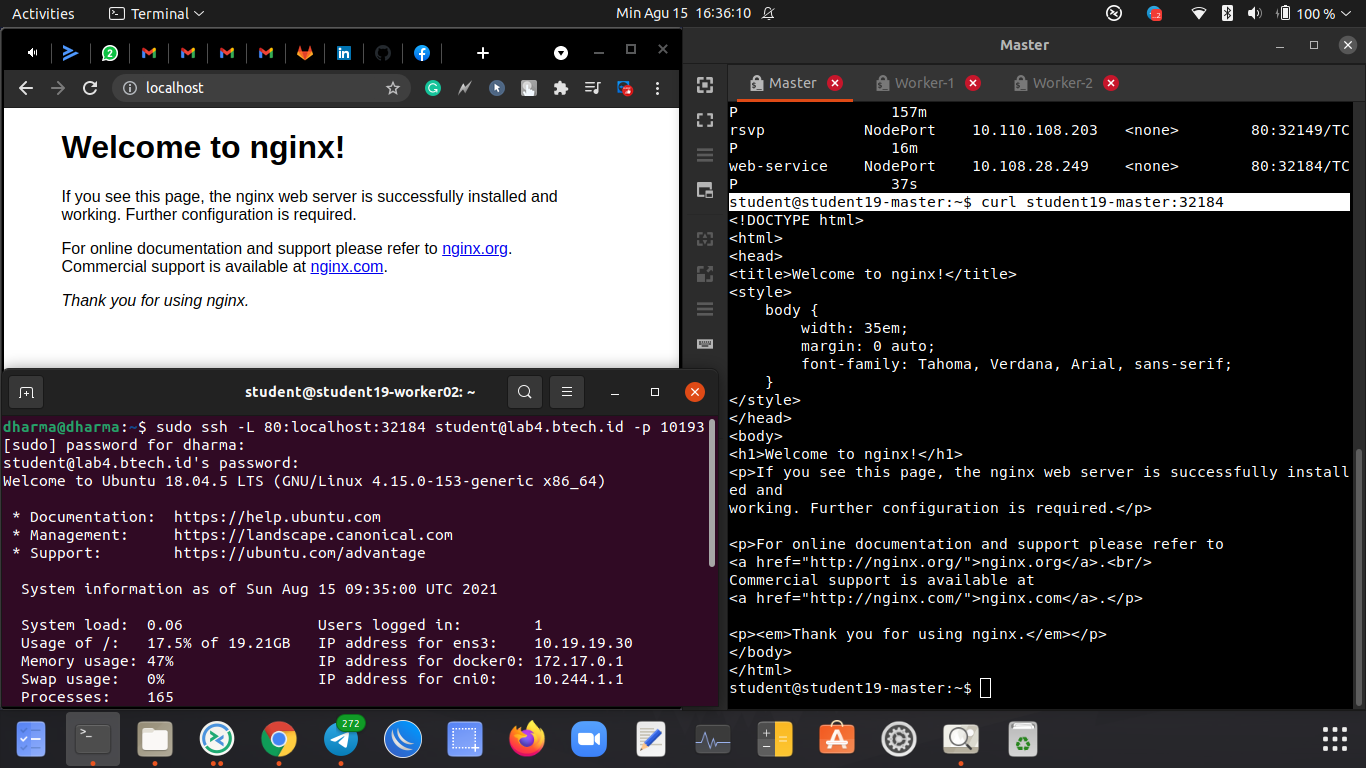 Activities
Terminal
Min Agu 15 16:36:10
100 %
2
localhost
Welcome to nginx!
If you see this page, the nginx web server is successfully installed and
working. Further configuration is required.
For online documentation and support please refer to nginx.org.
Commercial support is available at nginx.com.
Thank you for using nginx.
student@student19-worker02: ~
dharma@dharma:~$ sudo ssh -L 80:localhost:32184 student@lab4.btech.id -p 10193
[sudo] password for dharma:
student@lab4.btech.id's password:
Welcome to Ubuntu 18.04.5 LTS (GNU/Linux 4.15.0-153-generic x86_64)
* Documentation:  https://help.ubuntu.com
* Management:     https://landscape.canonical.com
* Support:        https://ubuntu.com/advantage
System information as of Sun Aug 15 09:35:00 UTC 2021
System load:  0.06               Users logged in:        1
Usage of /:   17.5% of 19.21GB   IP address for ens3:    10.19.19.30
Memory usage: 47%                IP address for docker0: 172.17.0.1
Swap usage:   0%                 IP address for cni0:    10.244.1.1
Processes:    165
Master
Master
Worker-1
Worker-2
P                 157m
rsvp           NodePort    10.110.108.203   <none>        80:32149/TC
P                 16m
web-service    NodePort    10.108.28.249    <none>        80:32184/TC
P                 37s
student@student19-master:~$ curl student19-master:32184
<!DOCTYPE html>
<html>
<head>
<title>Welcome to nginx!</title>
<style>
    body {
        width: 35em;
        margin: 0 auto;
        font-family: Tahoma, Verdana, Arial, sans-serif;
    }
</style>
</head>
<body>
<h1>Welcome to nginx!</h1>
<p>If you see this page, the nginx web server is successfully install
ed and
working. Further configuration is required.</p>
<p>For online documentation and support please refer to
<a href="http://nginx.org/">nginx.org</a>.<br/>
Commercial support is available at
<a href="http://nginx.com/">nginx.com</a>.</p>
<p><em>Thank you for using nginx.</em></p>
</body>
</html>
student@student19-master:~$
272